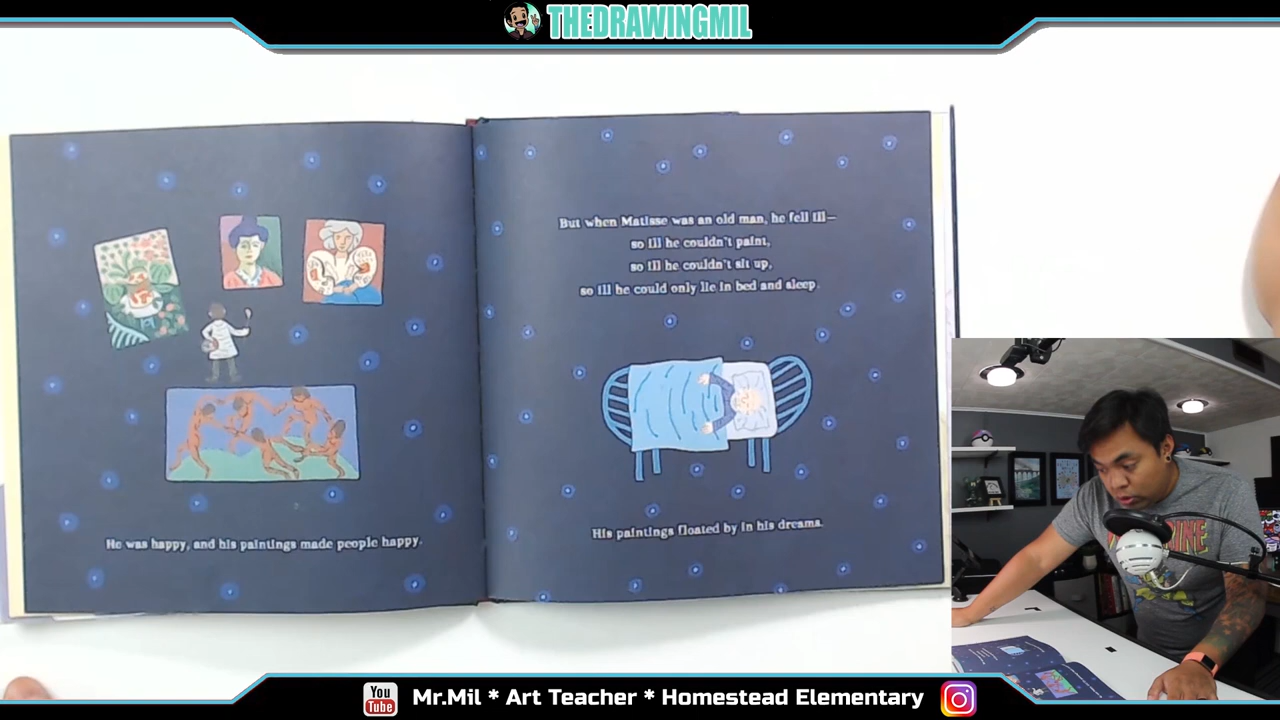 THEDRAWINGMIL
He was happy, and his paintings made people happy.
But when Matisse was an old man, he fell ill—
so ill he couldn't paint,
so ill he couldn't sit up,
so ill he could only lie in bed and sleep.
His paintings floated by in his dreams.
You
Tube
Mr.Mil * Art Teacher * Homestead Elementary